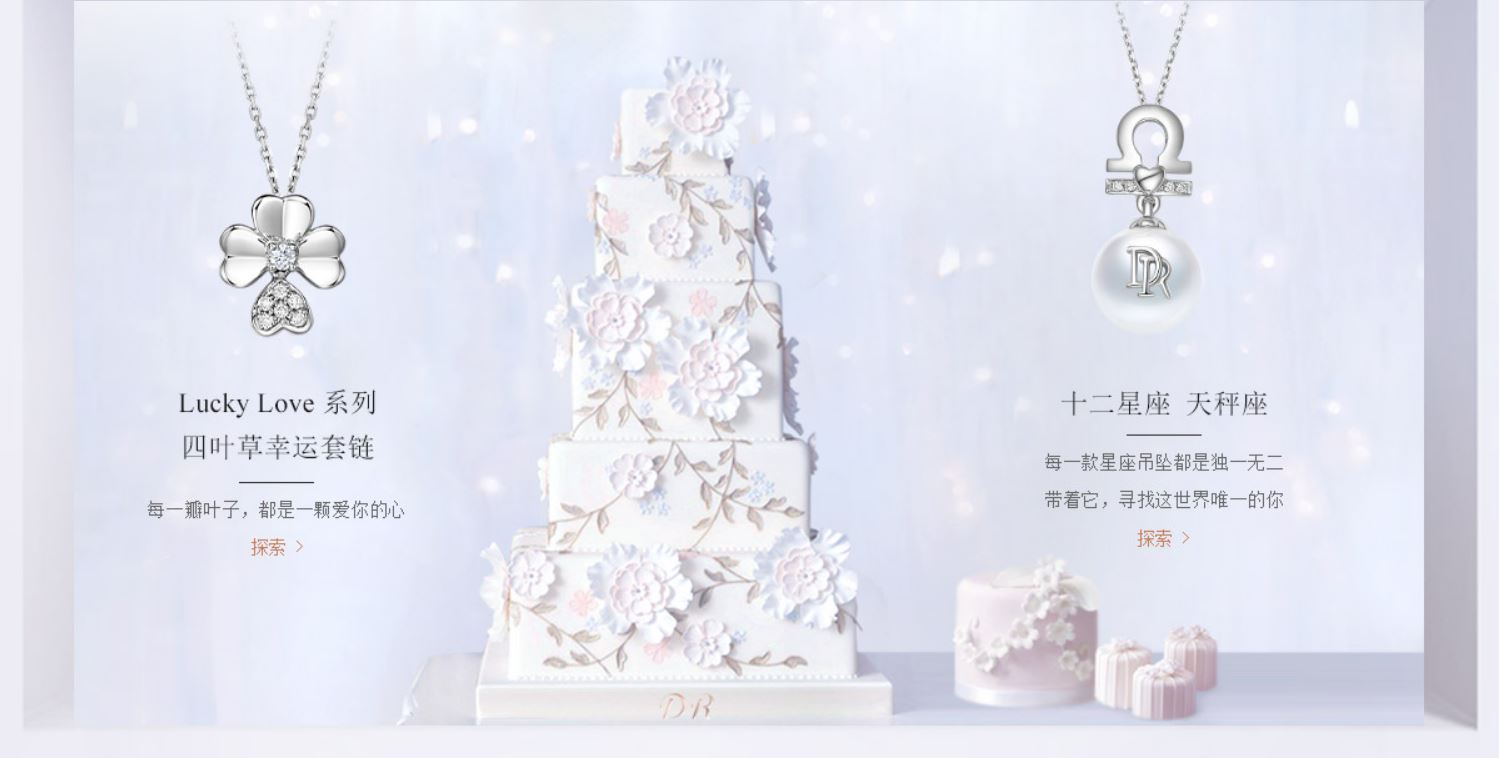 Lucky Love 系列
四叶草幸运套链
每一瓣叶子，都是一颗爱你的心
探索 >
DR
十二星座 天秤座
每一款星座吊坠都是独一无二
带着它，寻找这世界唯一的你
探索 >
DR